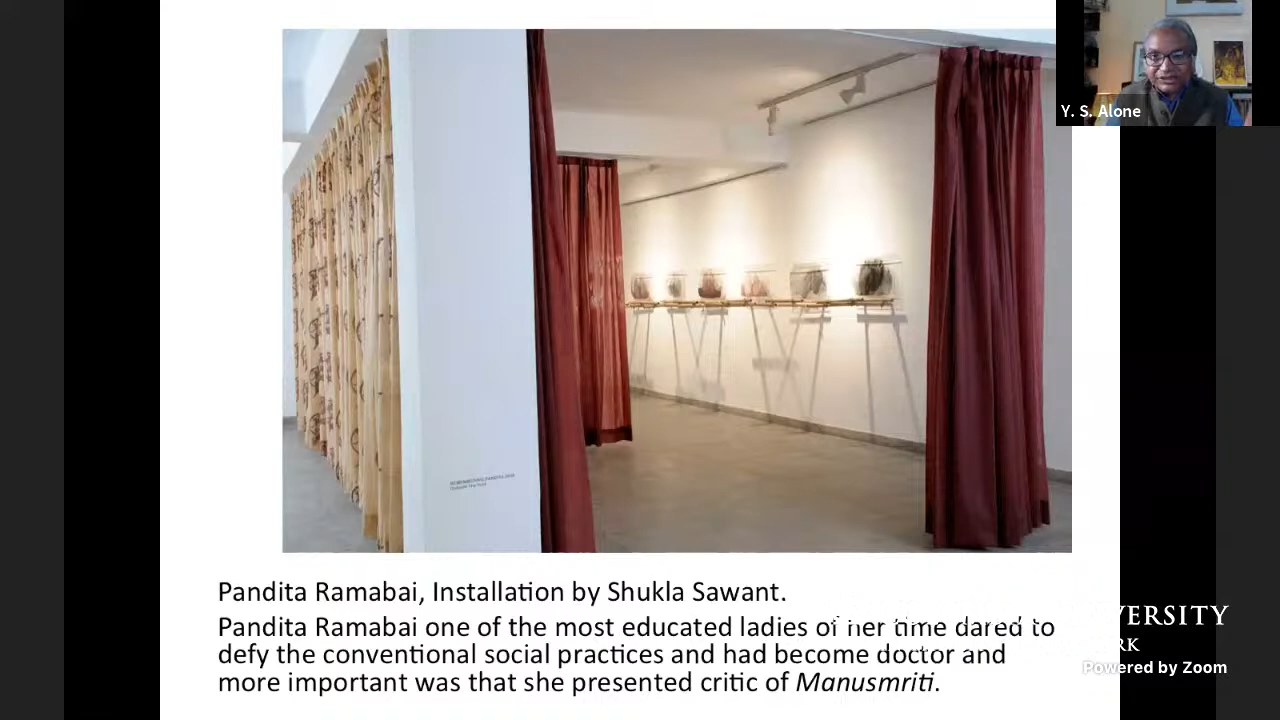 Y. S. Alone
Pandita Ramabai, Installation by Shukla Sawant.
Pandita Ramabai one of the most educated ladies of her time dared to
defy the conventional social practices and had become doctor and
more important was that she presented critic of Manusmriti.
VERSITY
RK
Powered by Zoom